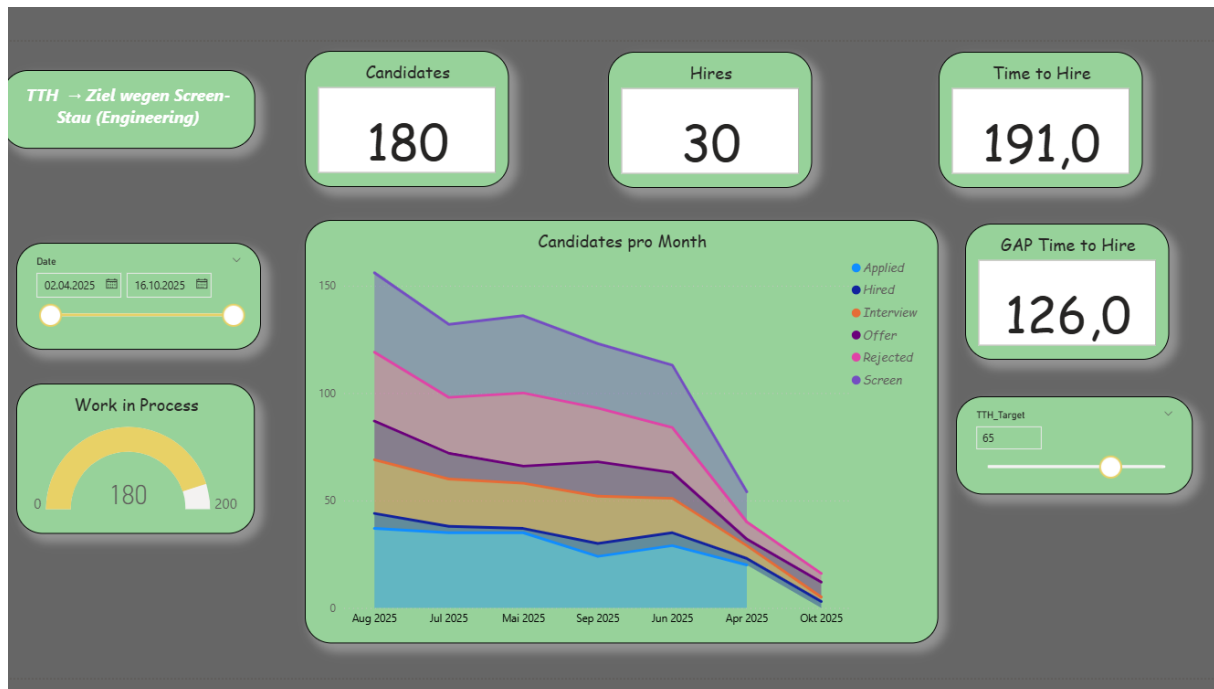 TTH → Ziel wegen Screen-
Stau (Engineering)
Candidates
180
Hires
30
Time to Hire
191,0
Date
02.04.2025
16.10.2025
Work in Process
0
180
200
Candidates pro Month
150
100
50
0
Aug 2025
Jul 2025
Mai 2025
Sep 2025
Jun 2025
Apr 2025
Okt 2025
Applied
Hired
Interview
Offer
Rejected
Screen
GAP Time to Hire
126,0
TTH_Target
65